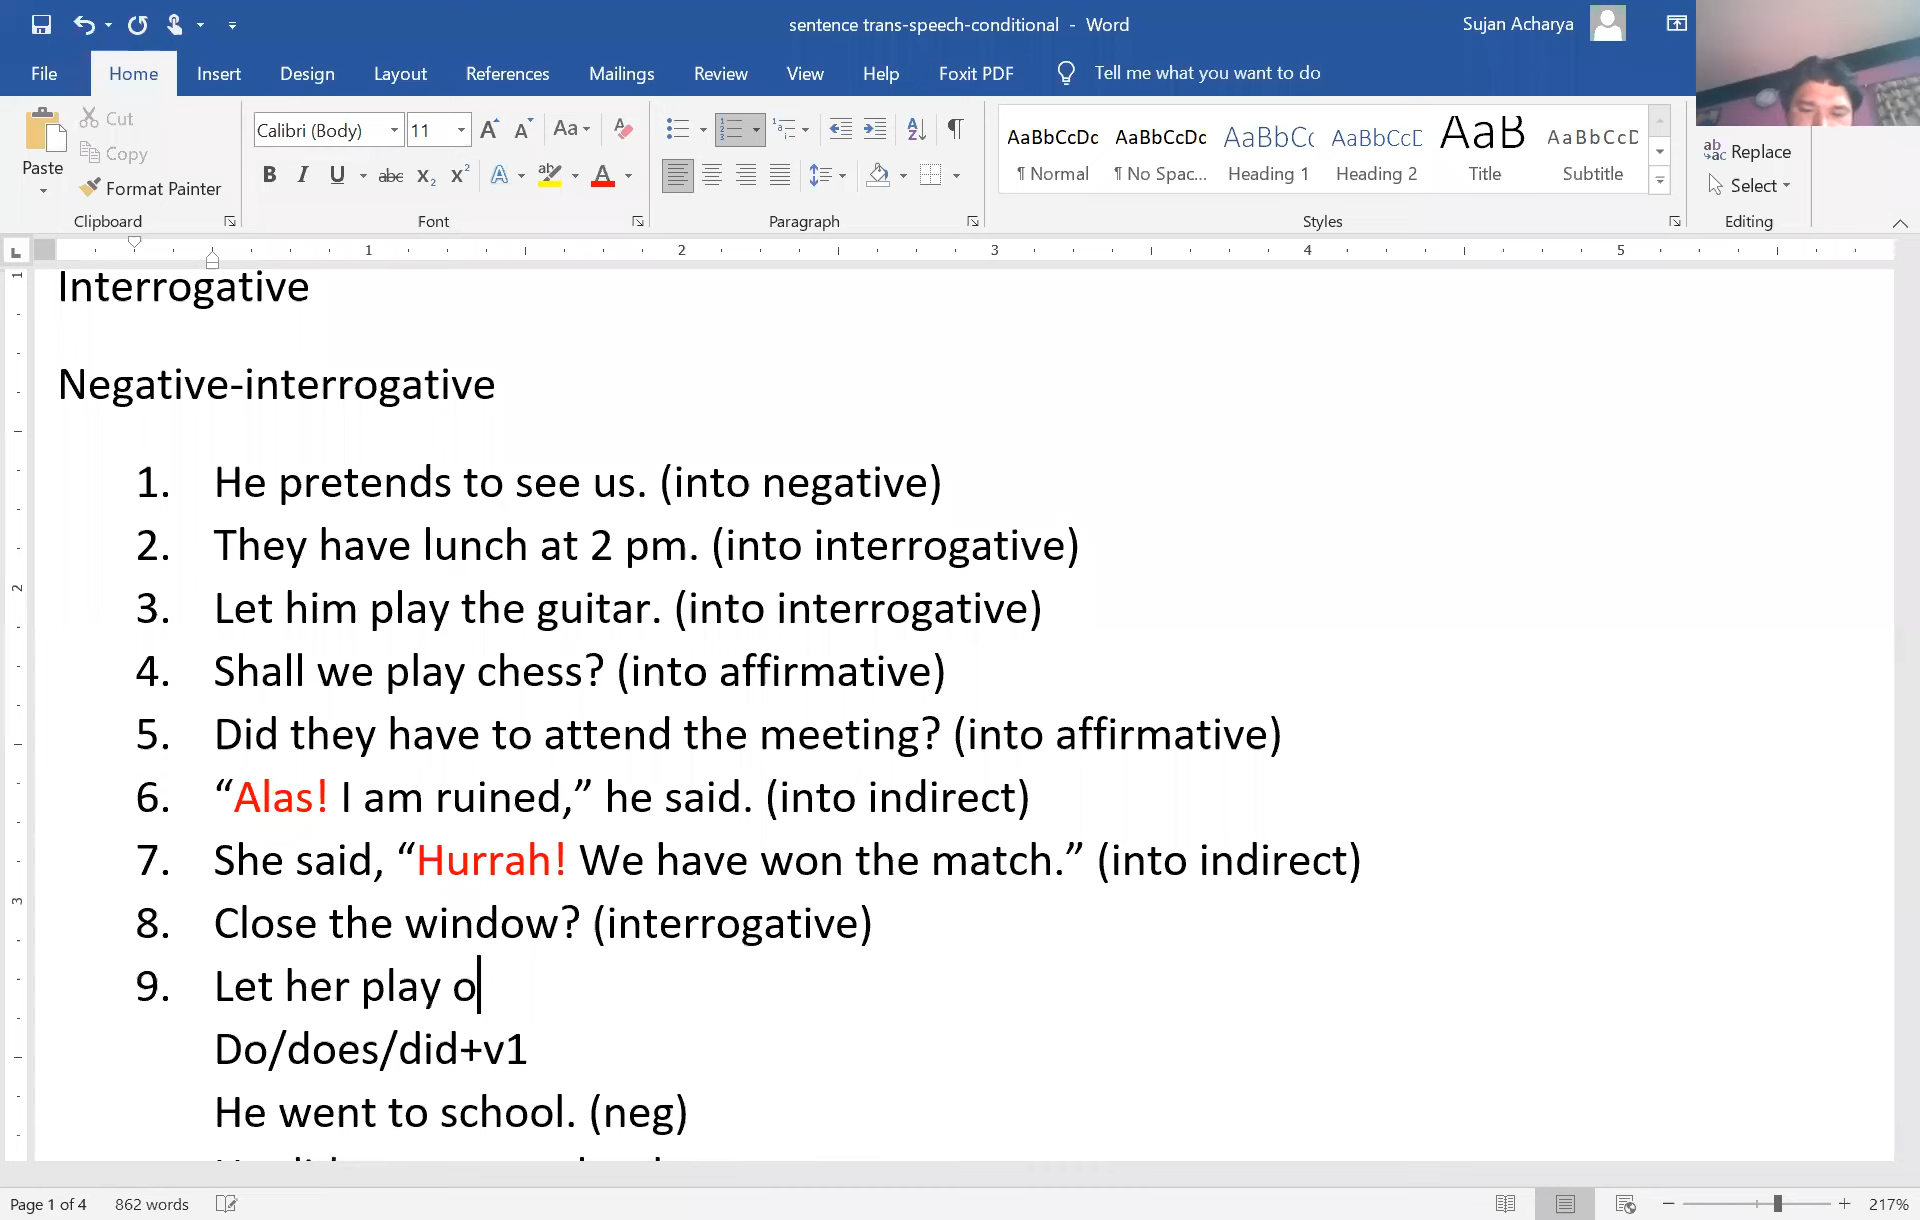 sentence trans-speech-conditional - Word
Sujan Acharya
File Home Insert Design Layout References Mailings Review View Help Foxit PDF Tell me what you want to do
Paste
Cut
Copy
Format Painter
Clipboard
Calibri (Body) 11
Font
Paragraph
AaBbCcDc AaBbCcDc AaBbCc AaBbCcD AaB AaBbCcD
¶ Normal ¶ No Spac... Heading 1 Heading 2 Title Subtitle
Styles
Replace
Select
Editing
1 2 3 4 5
Interrogative
Negative-interrogative
1. He pretends to see us. (into negative)
2. They have lunch at 2 pm. (into interrogative)
3. Let him play the guitar. (into interrogative)
4. Shall we play chess? (into affirmative)
5. Did they have to attend the meeting? (into affirmative)
6. “Alas! I am ruined,” he said. (into indirect)
7. She said, “Hurrah! We have won the match.” (into indirect)
8. Close the window? (interrogative)
9. Let her play o
Do/does/did+v1
He went to school. (neg)
Page 1 of 4 862 words
217%